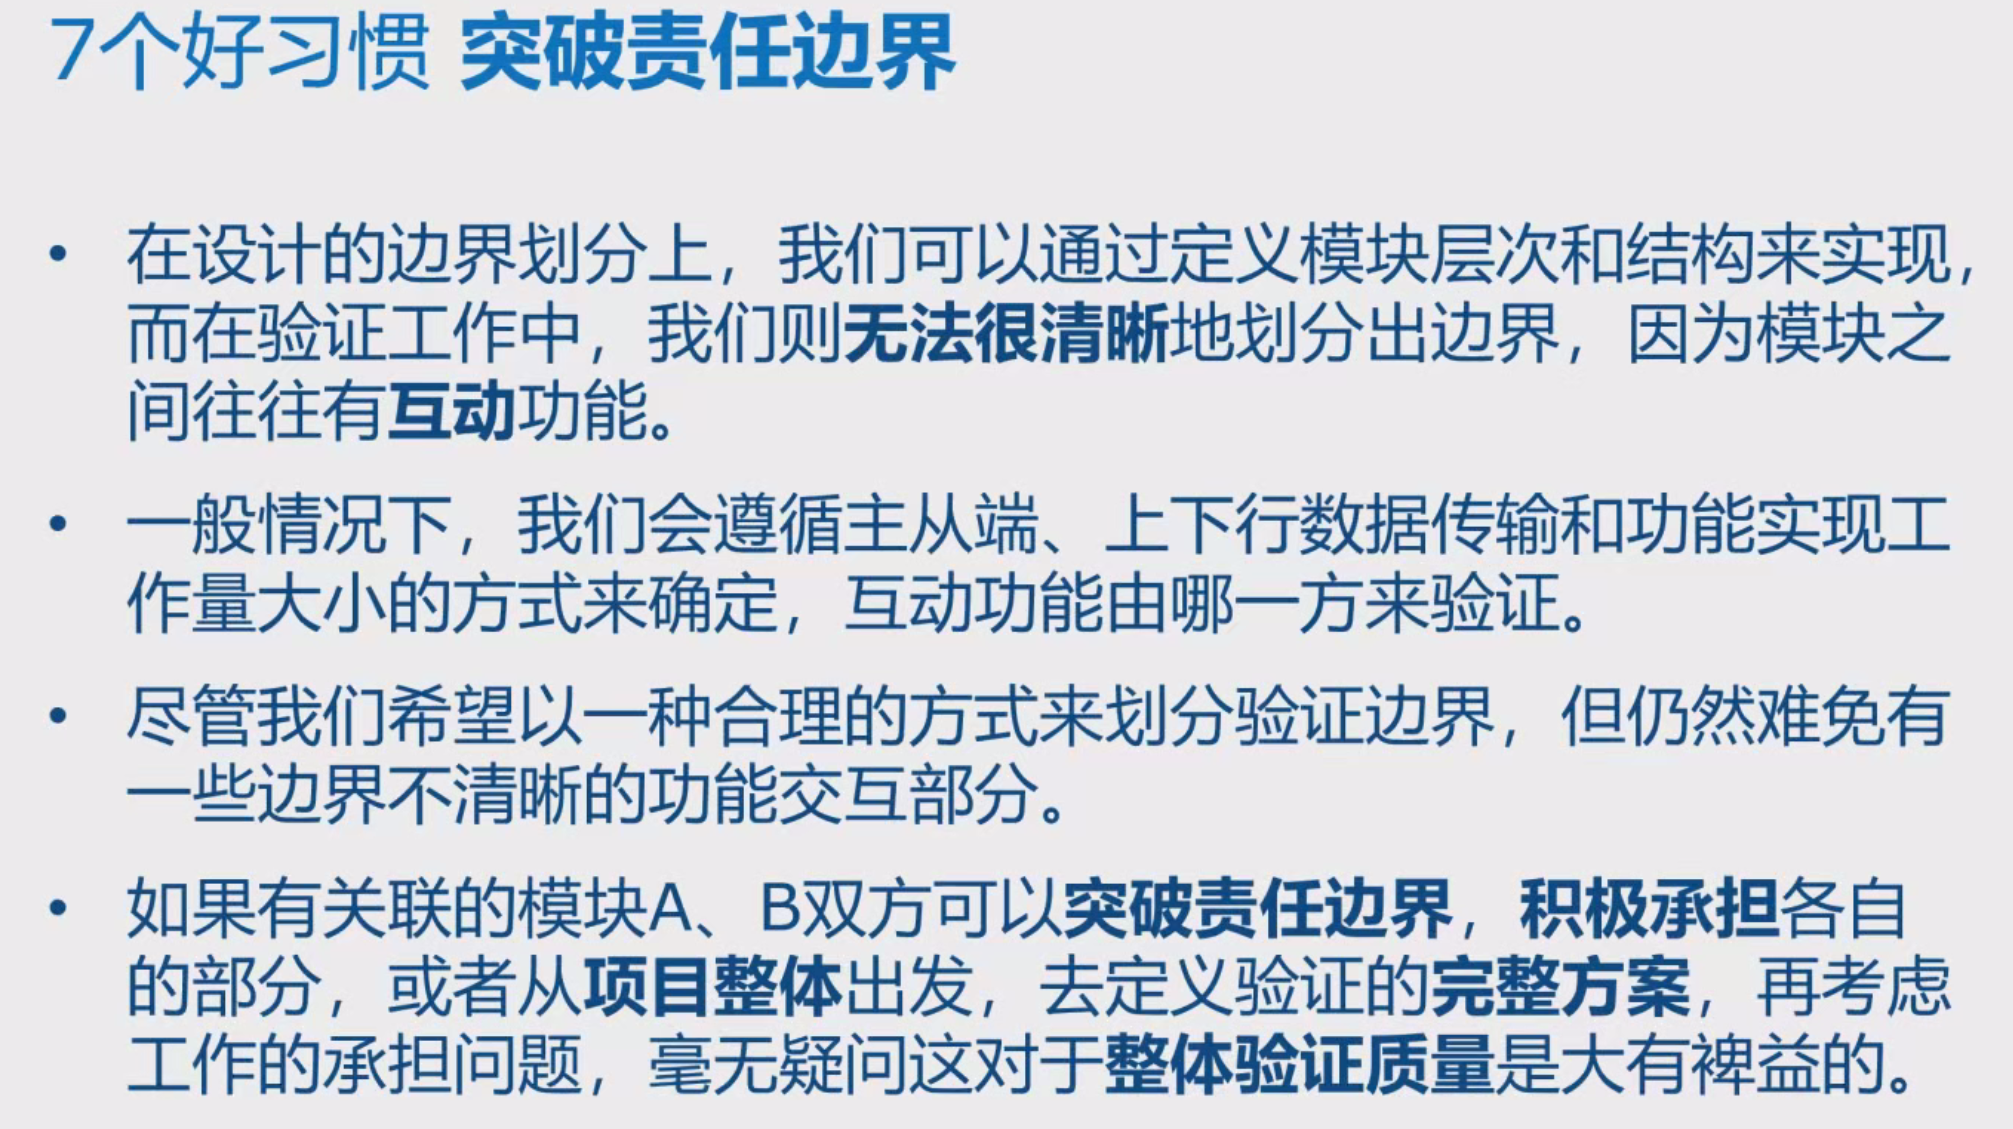 7个好习惯 突破责任边界
• 在设计的边界划分上，我们可以通过定义模块层次和结构来实现，
而在验证工作中，我们则无法很清晰地划分出边界，因为模块之
间往往有互动功能。
• 一般情况下，我们会遵循主从端、上下行数据传输和功能实现工
作量大小的方式来确定，互动功能由哪一方来验证。
• 尽管我们希望以一种合理的方式来划分验证边界，但仍然难免有
一些边界不清晰的功能交互部分。
• 如果有关联的模块A、B双方可以突破责任边界，积极承担各自
的部分，或者从项目整体出发，去定义验证的完整方案，再考虑
工作的承担问题，毫无疑问这对于整体验证质量是大有裨益的。